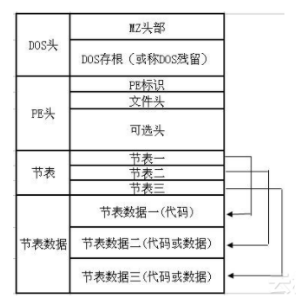 DOS头
MZ头部
DOS存根（或称DOS残留）
PE头
PE标识
文件头
可选头
节表
节表一
节表二
节表三
节表数据
节表数据一(代码)
节表数据二(代码或数据)
节表数据三(代码或数据)